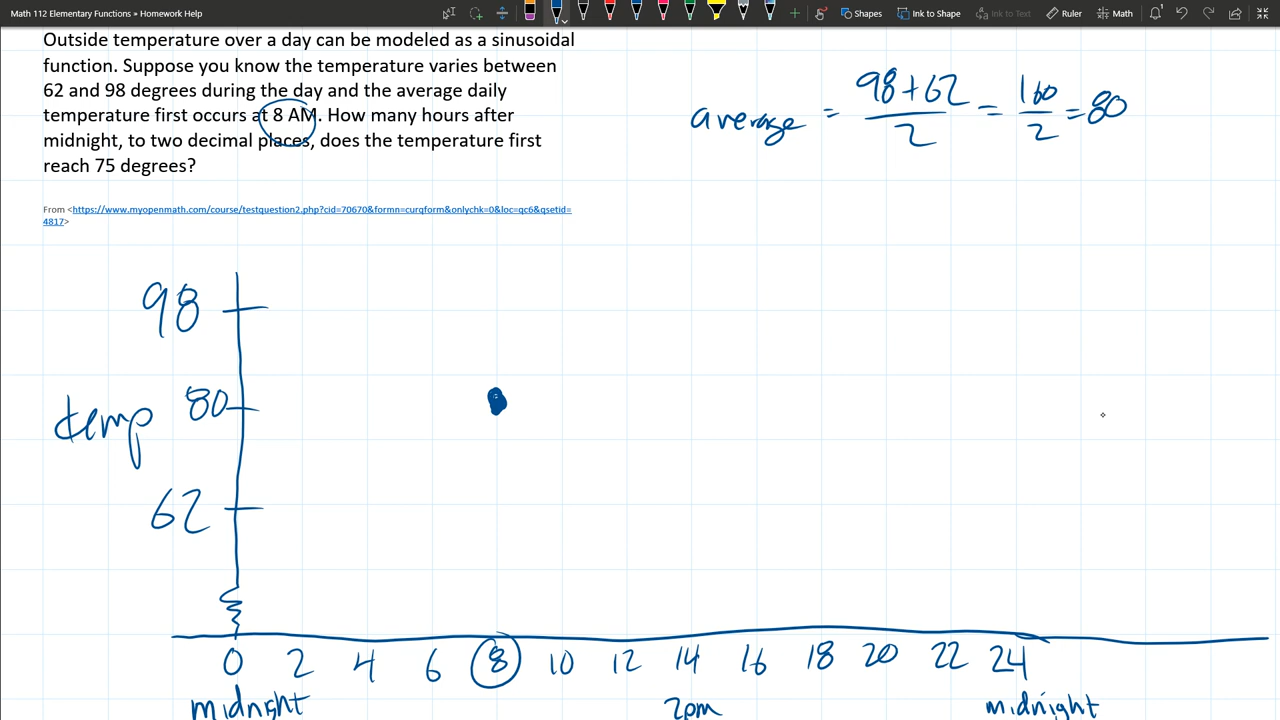 Math 112 Elementary Functions » Homework Help
Shapes
Ink to Shape
Ink to Text
Ruler
Math
Outside temperature over a day can be modeled as a sinusoidal
function. Suppose you know the temperature varies between
62 and 98 degrees during the day and the average daily
temperature first occurs at 8 AM. How many hours after
midnight, to two decimal places, does the temperature first
reach 75 degrees?
average = 98+62 / 2 = 160 / 2 = 80
From <https://www.myopenmath.com/course/testquestion2.php?cid=70670&formn=curqform&onlychk=0&loc=qc6&qsetid=
4817>
98
temp 80
62
0 2 4 6 8 10 12 14 16 18 20 22 24
midnight 2pm midnight